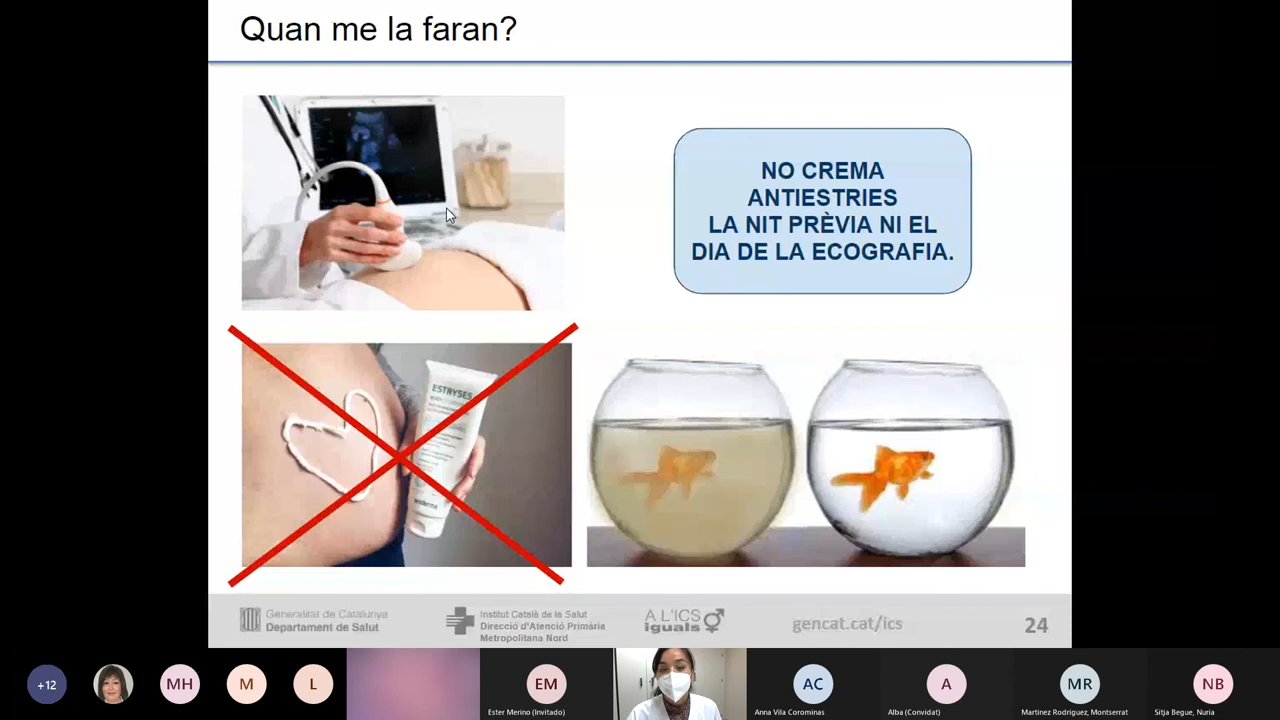 Quan me la faran?
NO CREMA
ANTIESTRIES
LA NIT PRÈVIA NI EL
DIA DE LA ECOGRAFIA.
ESTRYSES
Generalitat de Catalunya
Departament de Salut
Institut Català de la Salut
Direcció d'Atenció Primària
Metropolitana Nord
A L'ICS
iguals
gencat.cat/ics
24
+12
MH
M
L
EM
Ester Merino (Invitado)
AC
Anna Vila Corominas
A
Alba (Convidat)
MR
Martinez Rodriguez, Montserrat
NB
Sitja Begue, Nuria